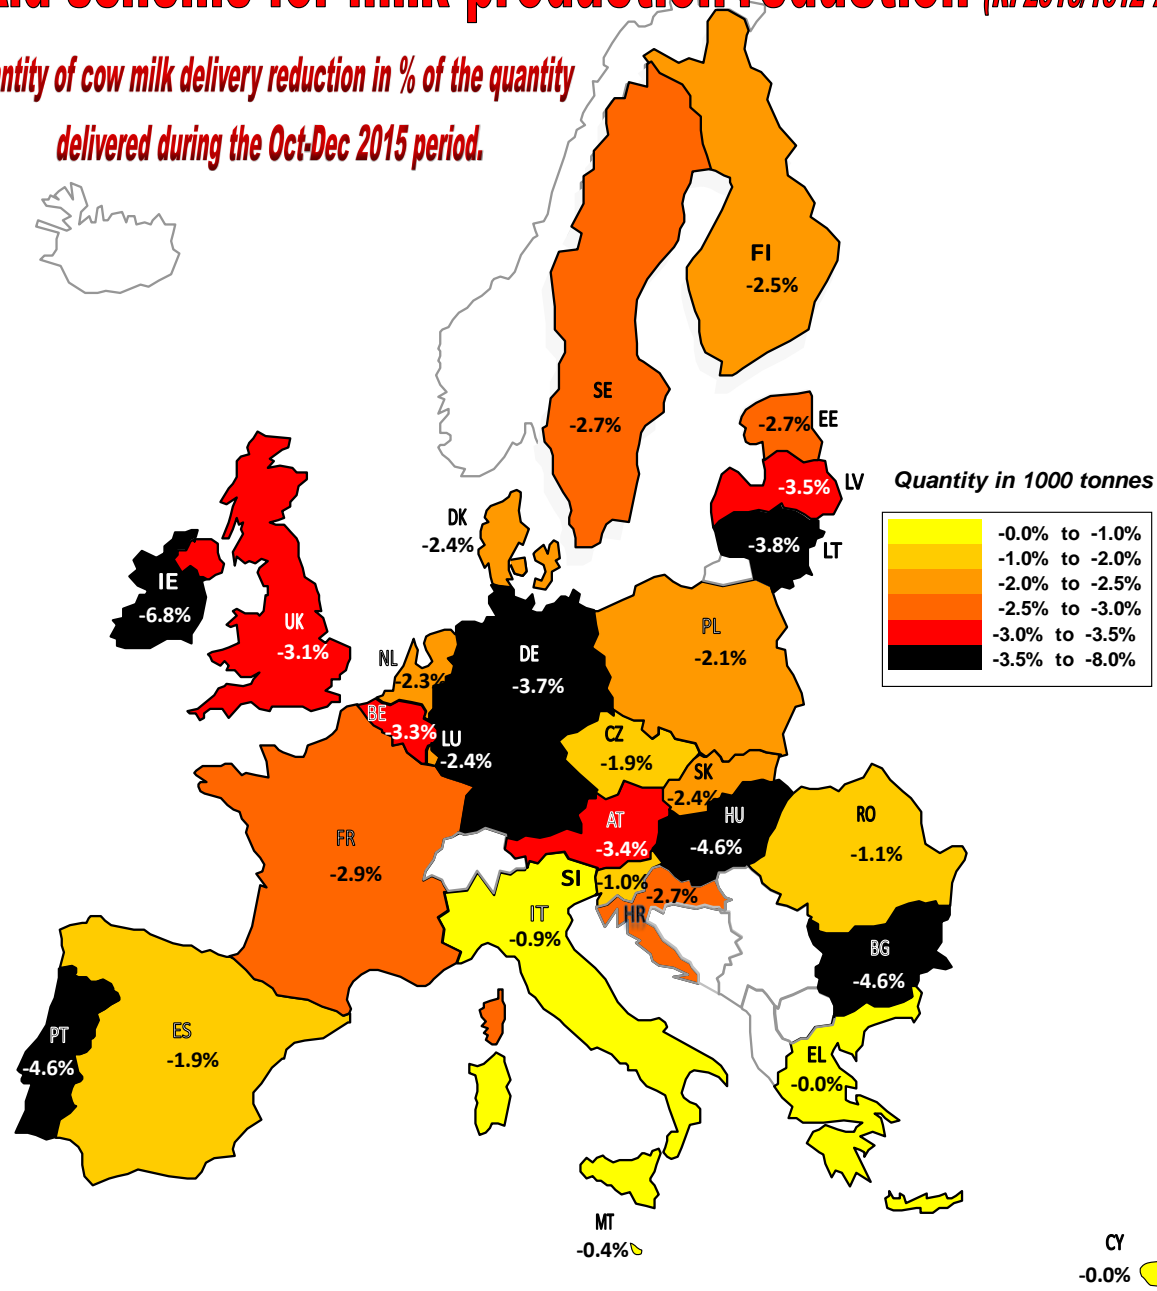 scheme for milk production reduction
ntity of cow milk delivery reduction in % of the quantity
delivered during the Oct-Dec 2015 period.
FI
-2.5%
SE
-2.7%
-2.7% EE
-3.5% LV
-3.8% LT
Quantity in 1000 tonnes
-0.0% to -1.0%
-1.0% to -2.0%
-2.0% to -2.5%
-2.5% to -3.0%
-3.0% to -3.5%
-3.5% to -8.0%
DK
-2.4%
IE
-6.8%
UK
-3.1%
NL
-2.3%
DE
-3.7%
PL
-2.1%
BE
-3.3%
LU
-2.4%
CZ
-1.9%
SK
-2.4%
AT
-3.4%
HU
-4.6%
RO
-1.1%
FR
-2.9%
SI -1.0%
-2.7%
HR
IT
-0.9%
BG
-4.6%
PT
-4.6%
ES
-1.9%
EL
-0.0%
MT
-0.4%
CY
-0.0%